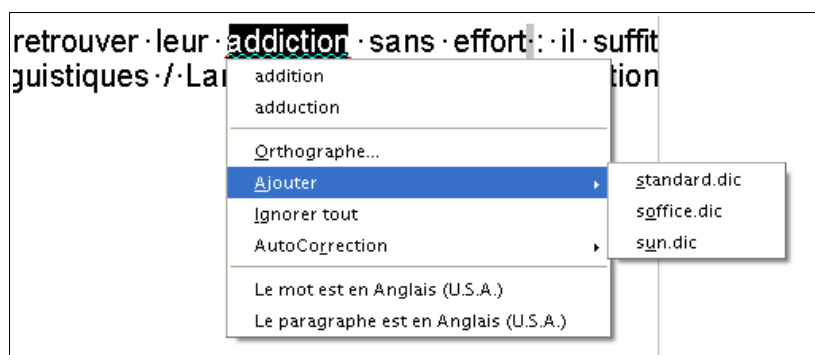 retrouver·leur·addiction·sans·effort·:·il·suffit
guistiques·/·La tion
addition
adduction
Orthographe...
Ajouter
standard.dic
soffice.dic
sun.dic
Ignorer tout
AutoCorrection
Le mot est en Anglais (U.S.A.)
Le paragraphe est en Anglais (U.S.A.)